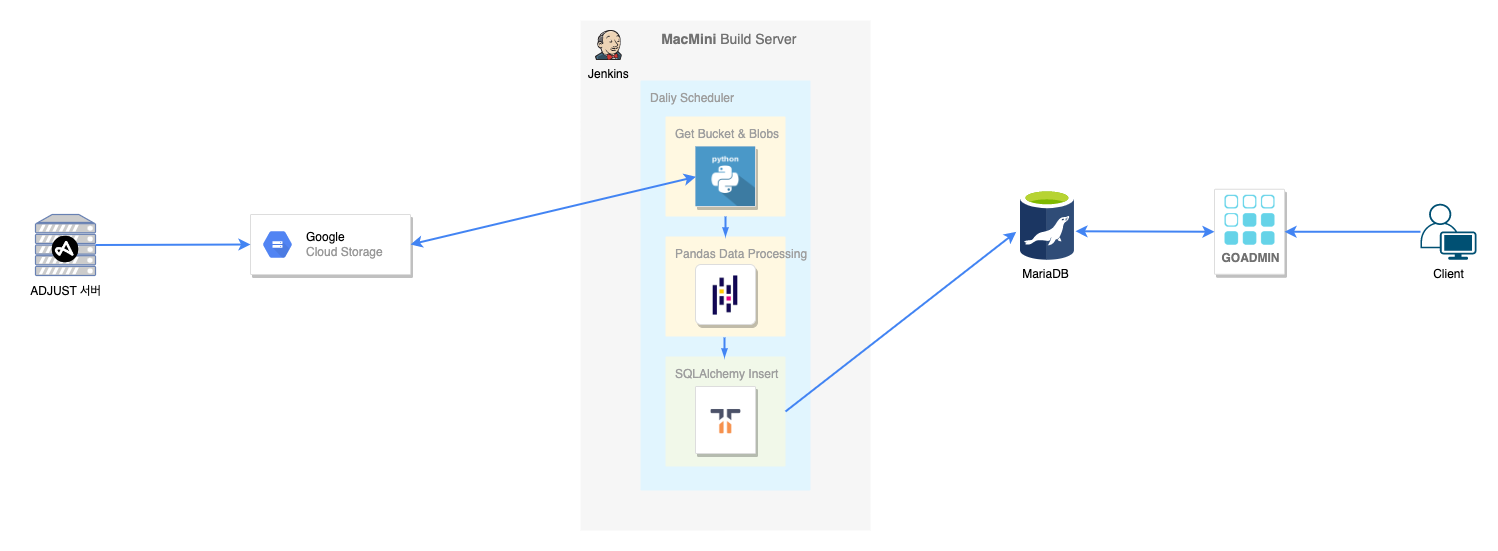 MacMini Build Server
Jenkins
Daliy Scheduler
Get Bucket & Blobs
python
Pandas Data Processing
SQLAlchemy Insert
ADJUST 서버
Google
Cloud Storage
MariaDB
GOADMIN
Client